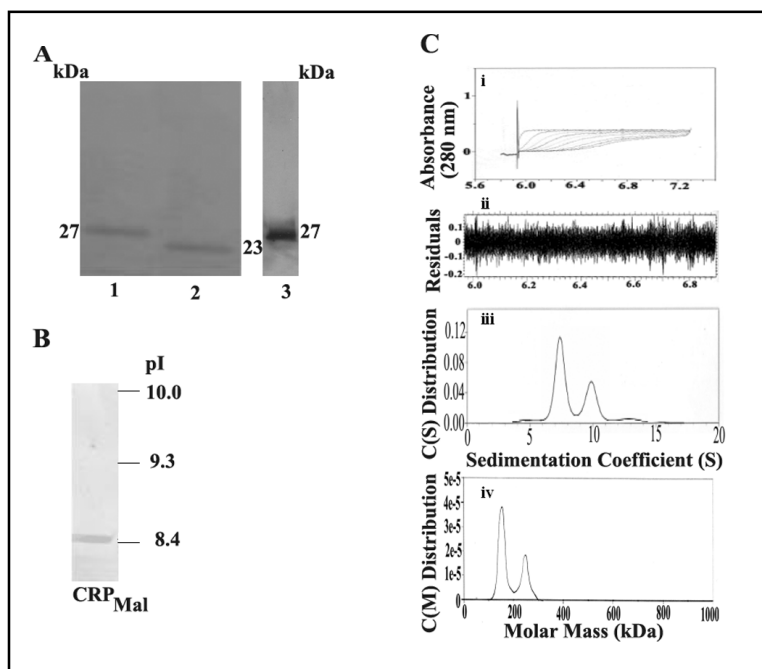 A
kDa
kDa
27
23
27
1
2
3
B
pI
10.0
9.3
8.4
CRP Mal
C
i
Absorbance
(280 nm)
1
0
5.6
6.0
6.4
6.8
7.2
ii
Residuals
0.1
0
-0.1
-0.2
6.0
6.2
6.4
6.6
6.8
iii
C(S) Distribution
0.12
0.08
0.04
0.00
0
5
10
15
20
Sedimentation Coefficient (S)
iv
C(M) Distribution
5e-5
4e-5
3e-5
2e-5
1e-5
0
0
200
400
600
800
1000
Molar Mass (kDa)